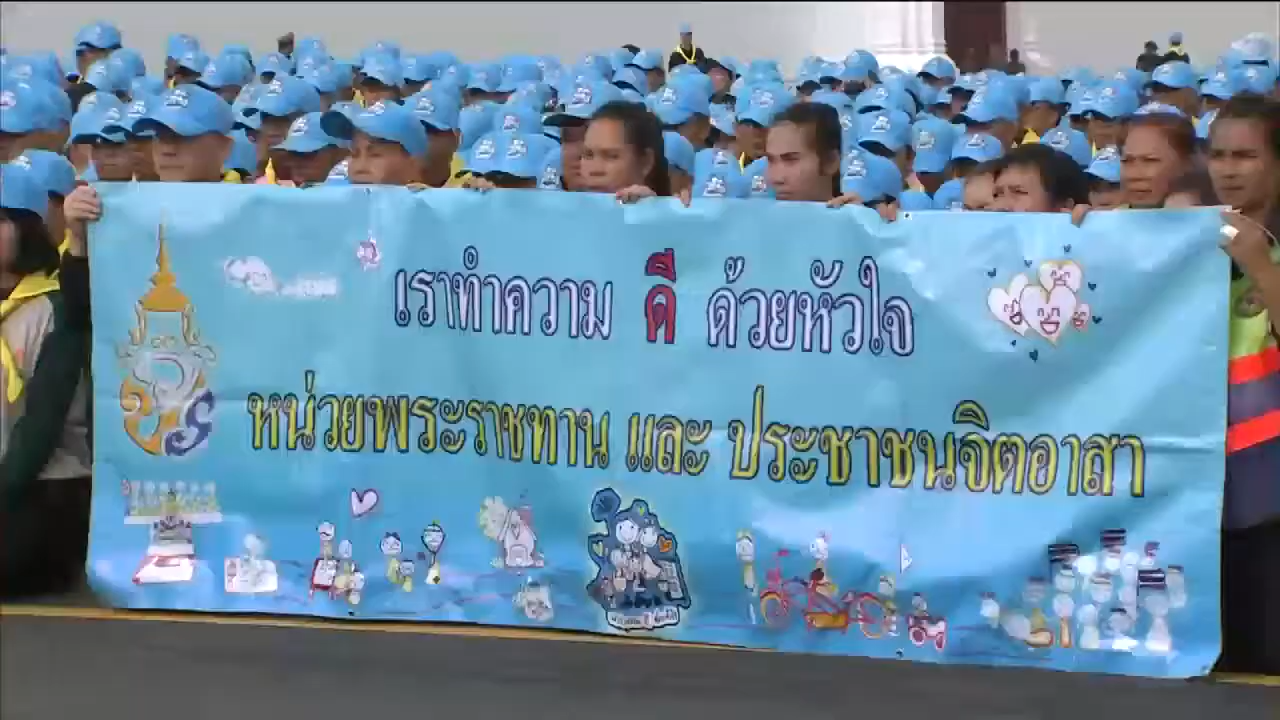 เราทำความ ดี ด้วยหัวใจ
หน่วยพระราชทาน และ ประชาชนจิตอาสา